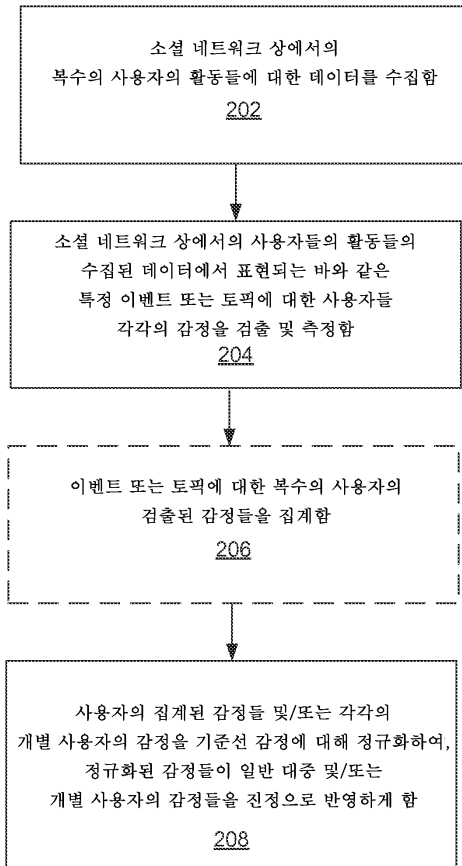 소셜 네트워크 상에서의
복수의 사용자의 활동들에 대한 데이터를 수집함
202
소셜 네트워크 상에서의 사용자들의 활동들의
수집된 데이터에서 표현되는 바와 같은
특정 이벤트 또는 토픽에 대한 사용자들
각각의 감정을 검출 및 측정함
204
이벤트 또는 토픽에 대한 복수의 사용자의
검출된 감정들을 집계함
206
사용자의 집계된 감정들 및/또는 각각의
개별 사용자의 감정을 기준선 감정에 대해 정규화하여,
정규화된 감정들이 일반 대중 및/또는
개별 사용자의 감정들을 진정으로 반영하게 함
208